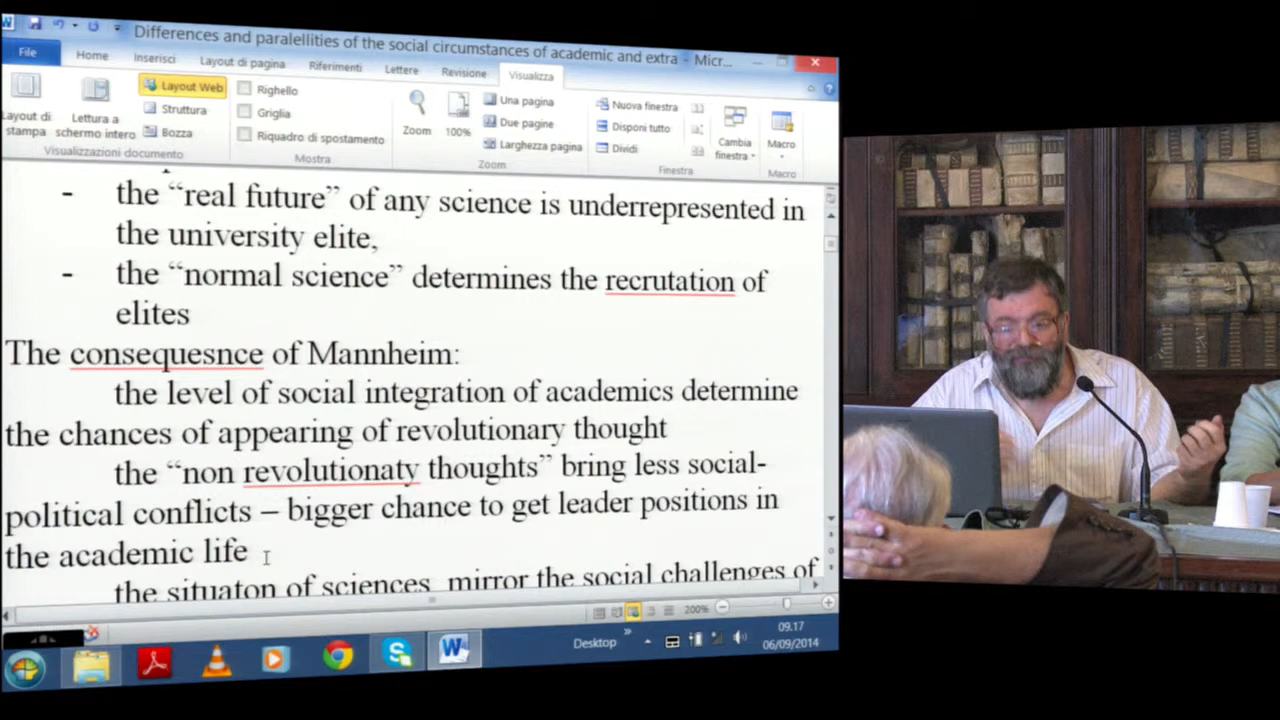 Differences and paralellities of the social circumstances of academic and extra - Micr...
File Home Inserisci Layout di pagina Riferimenti Lettere Revisione Visualizza
Layout di stampa
Lettura a schermo intero
Layout Web
Struttura
Bozza
Visualizzazioni documento
Righello
Griglia
Riquadro di spostamento
Mostra
Zoom
100%
Una pagina
Due pagine
Larghezza pagina
Zoom
Nuova finestra
Disponi tutto
Dividi
Cambia finestra
Finestra
Macro
Macro
- the “real future” of any science is underrepresented in
the university elite,
- the “normal science” determines the recrutation of
elites
The consequesnce of Mannheim:
the level of social integration of academics determine
the chances of appearing of revolutionary thought
the “non revolutionaty thoughts” bring less social-
political conflicts – bigger chance to get leader positions in
the academic life
the situaton of sciences mirror the social challenges of
200%
Desktop
09.17
06/09/2014